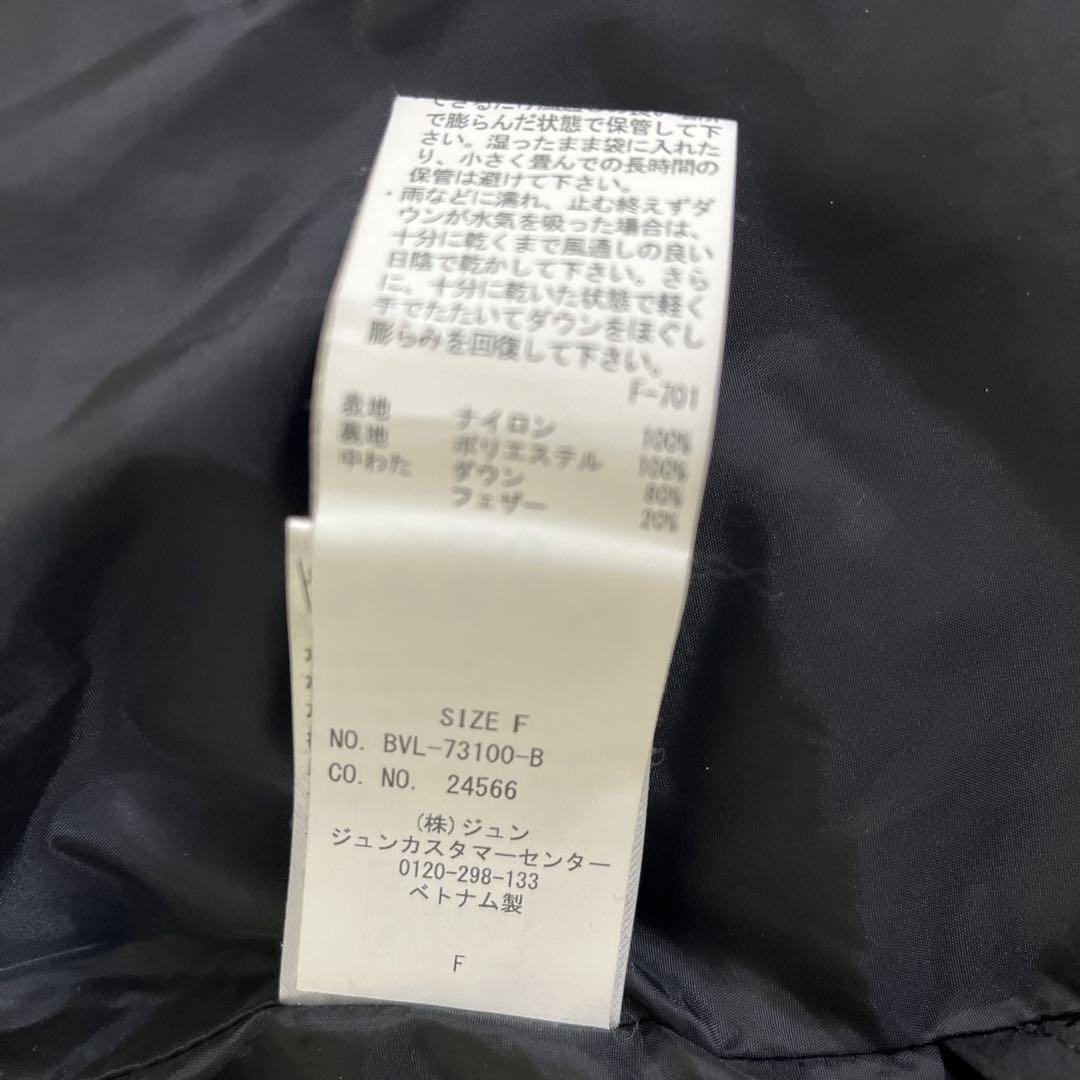 で膨らんだ状態で保管して下
さい。湿ったまま袋に入れた
り、小さく畳んでの長時間の
保管は避けて下さい。
・雨などに濡れ、止む終えずダ
ウンが水気を吸った場合は、
十分に乾くまで風通しの良い
日陰で乾かして下さい。さら
に、十分に乾いた状態で軽く
手でたたいてダウンをほぐし
膨らみを回復して下さい。
F-701
表地 ナイロン 100%
裏地 ポリエステル 100%
中わた ダウン 80%
フェザー 20%
SIZE F
NO. BVL-73100-B
CO. NO. 24566
(株)ジュン
ジュンカスタマーセンター
0120-298-133
ベトナム製
F